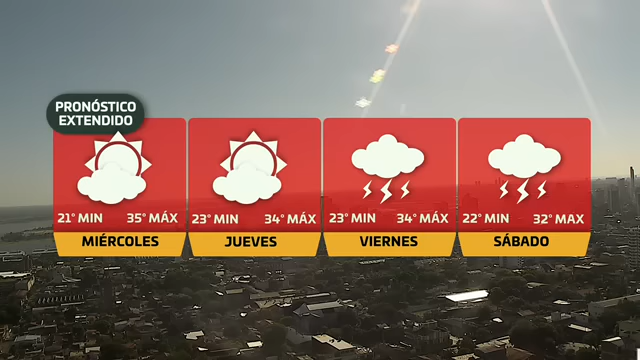 PRONÓSTICO
EXTENDIDO
21° MIN 35° MÁX
MIÉRCOLES
23° MIN 34° MÁX
JUEVES
23° MIN 34° MÁX
VIERNES
22° MIN 32° MAX
SÁBADO